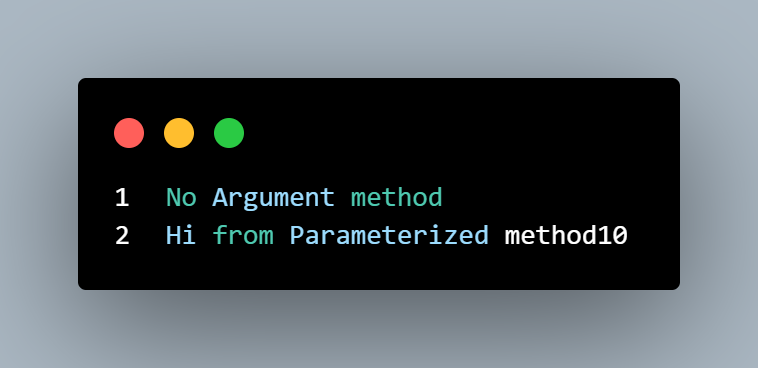 1 No Argument method
2 Hi from Parameterized method10